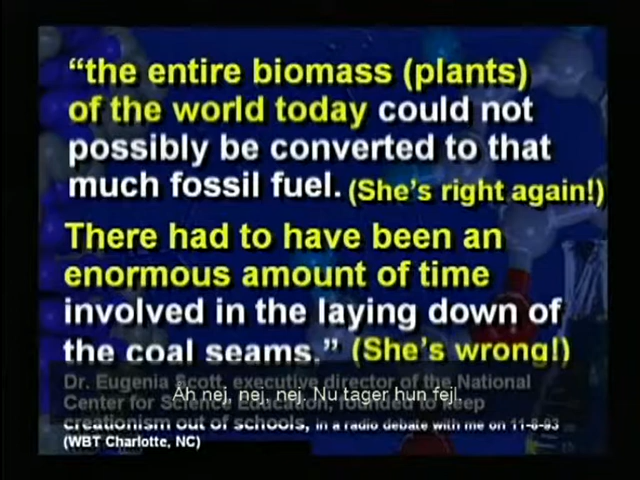 “the entire biomass (plants)
of the world today could not
possibly be converted to that
much fossil fuel. (She's right again!)
There had to have been an
enormous amount of time
involved in the laying down of
the coal seams.” (She's wrong!)
Dr. Eugenia Scott, executive director of the National
Åh nej, nej, nej. Nu tager hun fejl.
Center for Science Education, founded to keep
creationism out of schools, in a radio debate with me on 11-8-93
(WBT Charlotte, NC)